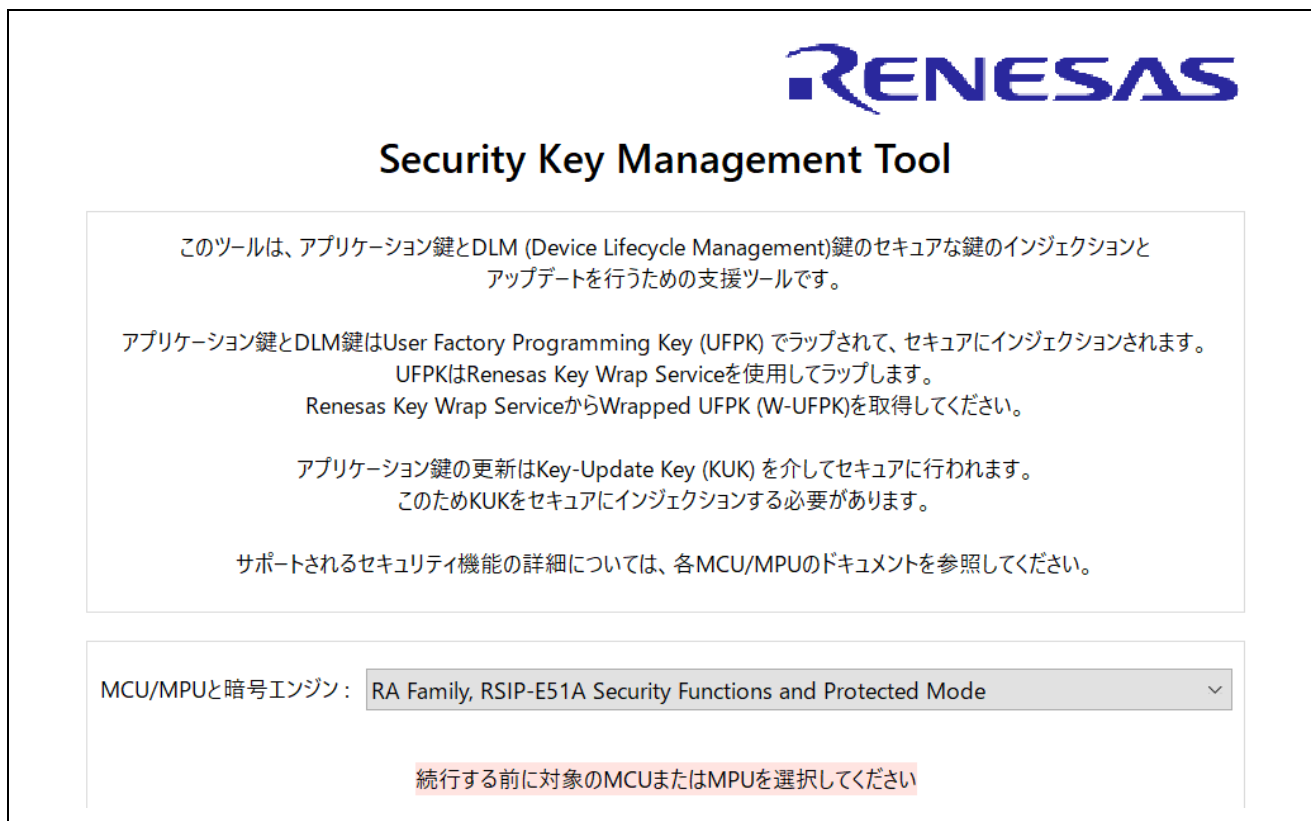 RENESAS
Security Key Management Tool
このツールは、アプリケーション鍵とDLM (Device Lifecycle Management)鍵のセキュアな鍵のインジェクションと
アップデートを行うための支援ツールです。
アプリケーション鍵とDLM鍵はUser Factory Programming Key (UFPK) でラップされて、セキュアにインジェクションされます。
UFPKはRenesas Key Wrap Serviceを使用してラップします。
Renesas Key Wrap ServiceからWrapped UFPK (W-UFPK)を取得してください。
アプリケーション鍵の更新はKey-Update Key (KUK) を介してセキュアに行われます。
このためKUKをセキュアにインジェクションする必要があります。
サポートされるセキュリティ機能の詳細については、各MCU/MPUのドキュメントを参照してください。
MCU/MPUと暗号エンジン : RA Family, RSIP-E51A Security Functions and Protected Mode
続行する前に対象のMCUまたはMPUを選択してください